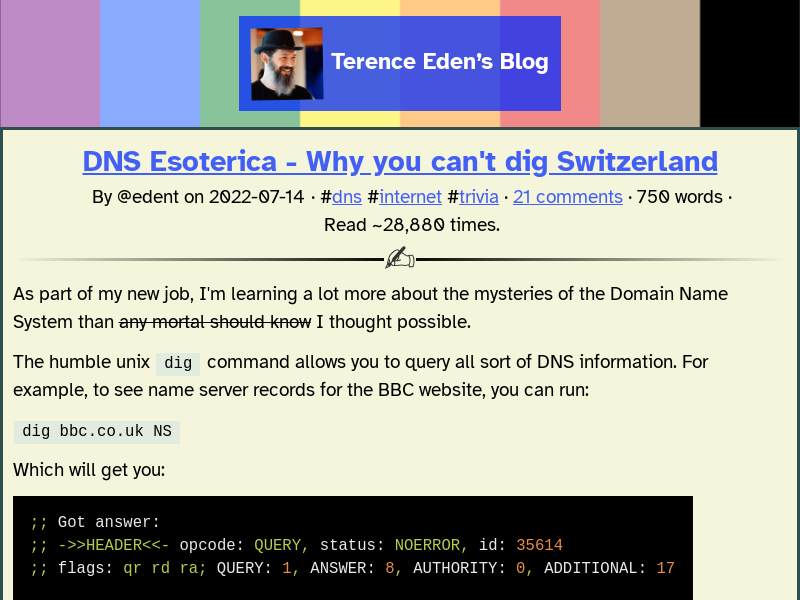 Terence Eden’s Blog
DNS Esoterica - Why you can't dig Switzerland
By @edent on 2022-07-14 · #dns #internet #trivia · 21 comments · 750 words ·
Read ~28,880 times.
As part of my new job, I'm learning a lot more about the mysteries of the Domain Name
System than any mortal should know I thought possible.
The humble unix dig command allows you to query all sort of DNS information. For
example, to see name server records for the BBC website, you can run:
dig bbc.co.uk NS
Which will get you:
;; Got answer:
;; ->>HEADER<<- opcode: QUERY, status: NOERROR, id: 35614
;; flags: qr rd ra; QUERY: 1, ANSWER: 8, AUTHORITY: 0, ADDITIONAL: 17